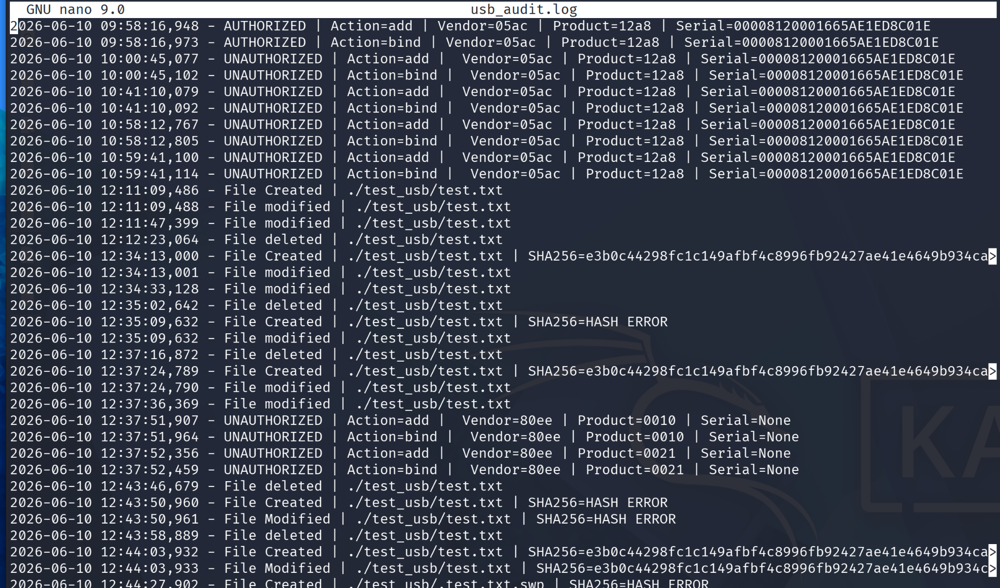 GNU nano 9.0 usb_audit.log
2026-06-10 09:58:16,948 - AUTHORIZED | Action=add | Vendor=05ac | Product=12a8 | Serial=00008120001665AE1ED8C01E
2026-06-10 09:58:16,973 - AUTHORIZED | Action=bind | Vendor=05ac | Product=12a8 | Serial=00008120001665AE1ED8C01E
2026-06-10 10:00:45,077 - UNAUTHORIZED | Action=add |  Vendor=05ac | Product=12a8 | Serial=00008120001665AE1ED8C01E
2026-06-10 10:00:45,102 - UNAUTHORIZED | Action=bind |  Vendor=05ac | Product=12a8 | Serial=00008120001665AE1ED8C01E
2026-06-10 10:41:10,079 - UNAUTHORIZED | Action=add |  Vendor=05ac | Product=12a8 | Serial=00008120001665AE1ED8C01E
2026-06-10 10:41:10,092 - UNAUTHORIZED | Action=bind |  Vendor=05ac | Product=12a8 | Serial=00008120001665AE1ED8C01E
2026-06-10 10:58:12,767 - UNAUTHORIZED | Action=add |  Vendor=05ac | Product=12a8 | Serial=00008120001665AE1ED8C01E
2026-06-10 10:58:12,805 - UNAUTHORIZED | Action=bind |  Vendor=05ac | Product=12a8 | Serial=00008120001665AE1ED8C01E
2026-06-10 10:59:41,100 - UNAUTHORIZED | Action=add |  Vendor=05ac | Product=12a8 | Serial=00008120001665AE1ED8C01E
2026-06-10 10:59:41,114 - UNAUTHORIZED | Action=bind |  Vendor=05ac | Product=12a8 | Serial=00008120001665AE1ED8C01E
2026-06-10 12:11:09,486 - File Created | ./test_usb/test.txt
2026-06-10 12:11:09,488 - File modified | ./test_usb/test.txt
2026-06-10 12:11:47,399 - File modified | ./test_usb/test.txt
2026-06-10 12:12:23,064 - File deleted | ./test_usb/test.txt
2026-06-10 12:34:13,000 - File Created | ./test_usb/test.txt | SHA256=e3b0c44298fc1c149afbf4c8996fb92427ae41e4649b934ca>
2026-06-10 12:34:13,001 - File modified | ./test_usb/test.txt
2026-06-10 12:34:33,128 - File modified | ./test_usb/test.txt
2026-06-10 12:35:02,642 - File deleted | ./test_usb/test.txt
2026-06-10 12:35:09,632 - File Created | ./test_usb/test.txt | SHA256=HASH ERROR
2026-06-10 12:35:09,632 - File modified | ./test_usb/test.txt
2026-06-10 12:37:16,872 - File deleted | ./test_usb/test.txt
2026-06-10 12:37:24,789 - File Created | ./test_usb/test.txt | SHA256=e3b0c44298fc1c149afbf4c8996fb92427ae41e4649b934ca>
2026-06-10 12:37:24,790 - File modified | ./test_usb/test.txt
2026-06-10 12:37:36,369 - File modified | ./test_usb/test.txt
2026-06-10 12:37:51,907 - UNAUTHORIZED | Action=add |  Vendor=80ee | Product=0010 | Serial=None
2026-06-10 12:37:51,964 - UNAUTHORIZED | Action=bind |  Vendor=80ee | Product=0010 | Serial=None
2026-06-10 12:37:52,356 - UNAUTHORIZED | Action=add |  Vendor=80ee | Product=0021 | Serial=None
2026-06-10 12:37:52,459 - UNAUTHORIZED | Action=bind |  Vendor=80ee | Product=0021 | Serial=None
2026-06-10 12:43:46,679 - File deleted | ./test_usb/test.txt
2026-06-10 12:43:50,960 - File Created | ./test_usb/test.txt | SHA256=HASH ERROR
2026-06-10 12:43:50,961 - File Modified | ./test_usb/test.txt | SHA256=HASH ERROR
2026-06-10 12:43:58,889 - File deleted | ./test_usb/test.txt
2026-06-10 12:44:03,932 - File Created | ./test_usb/test.txt | SHA256=e3b0c44298fc1c149afbf4c8996fb92427ae41e4649b934ca>
2026-06-10 12:44:03,933 - File Modified | ./test_usb/test.txt | SHA256=e3b0c44298fc1c149afbf4c8996fb92427ae41e4649b934c>
2026-06-10 12:44:27,902 - File Created | ./test_usb/.test.txt.swp | SHA256=HASH ERROR
KA